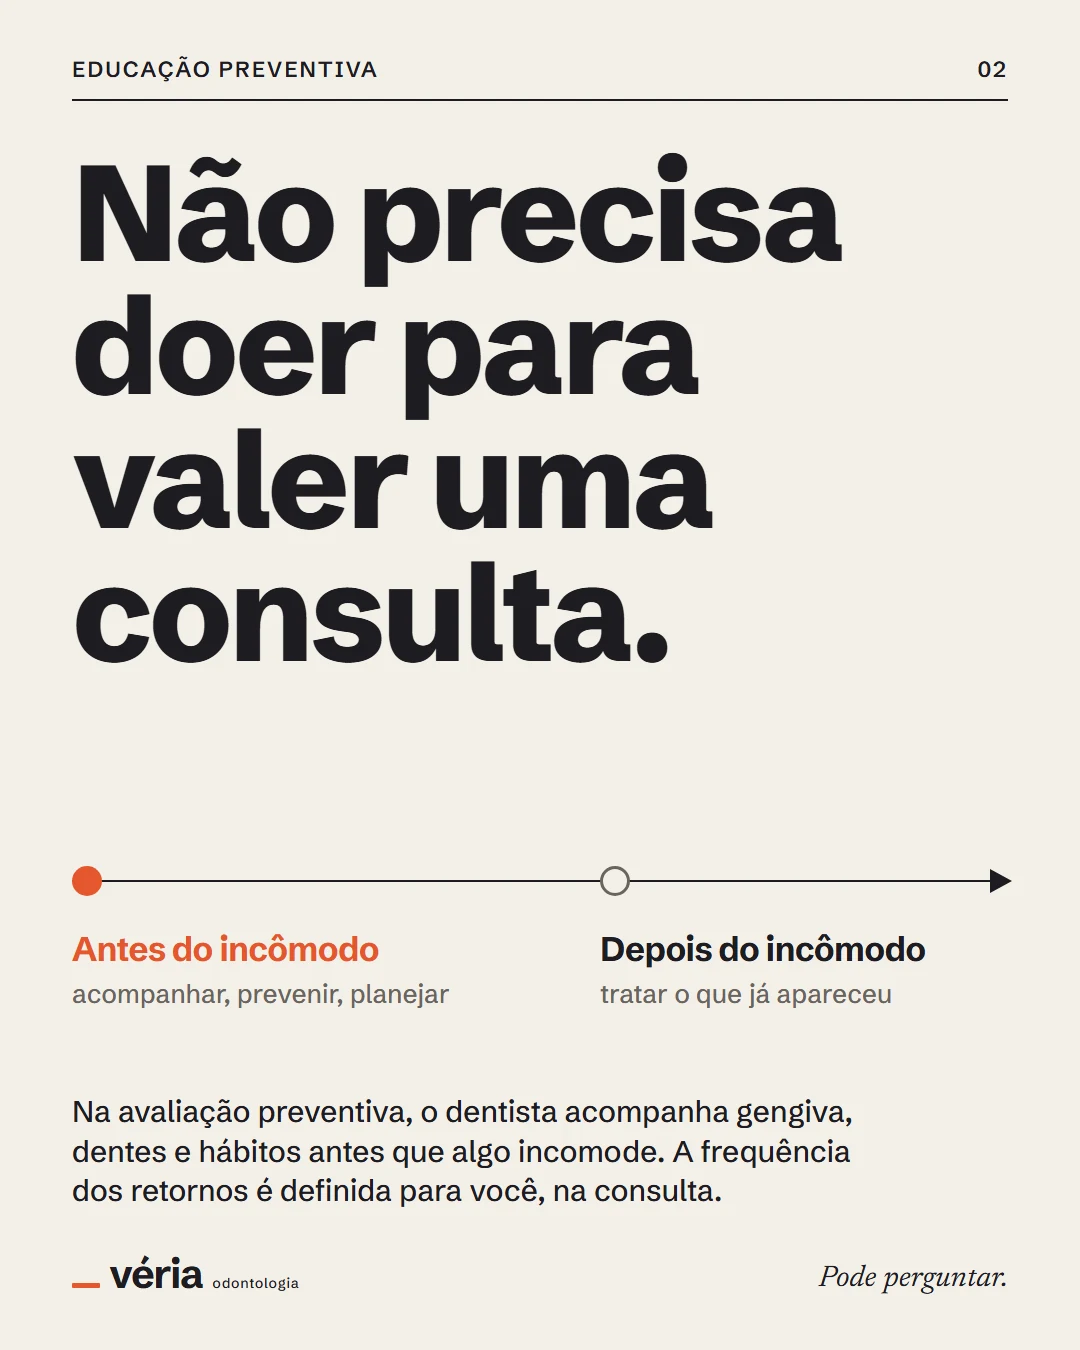 EDUCAÇÃO PREVENTIVA 02
Não precisa
doer para
valer uma
consulta.
Antes do incômodo
acompanhar, prevenir, planejar
Depois do incômodo
tratar o que já apareceu
Na avaliação preventiva, o dentista acompanha gengiva,
dentes e hábitos antes que algo incomode. A frequência
dos retornos é definida para você, na consulta.
véria odontologia
Pode perguntar.